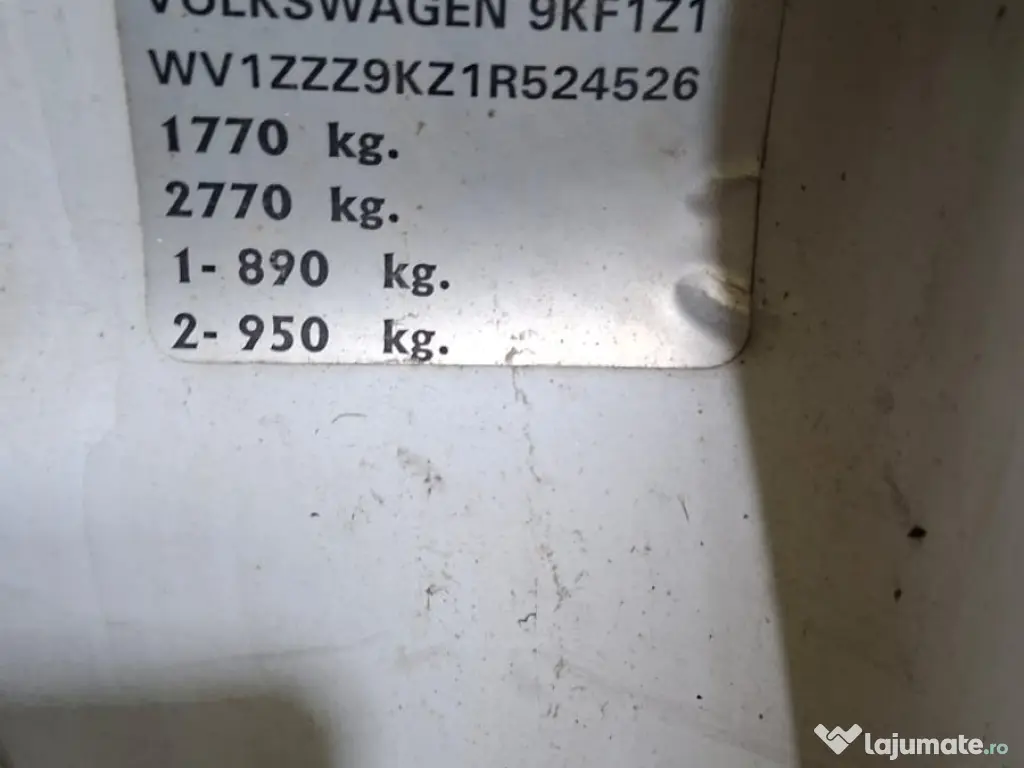 VOLKSWAGEN 9KF1Z1
WV1ZZZ9KZ1R524526
1770 kg.
2770 kg.
1- 890 kg.
2- 950 kg.
lajumate.ro